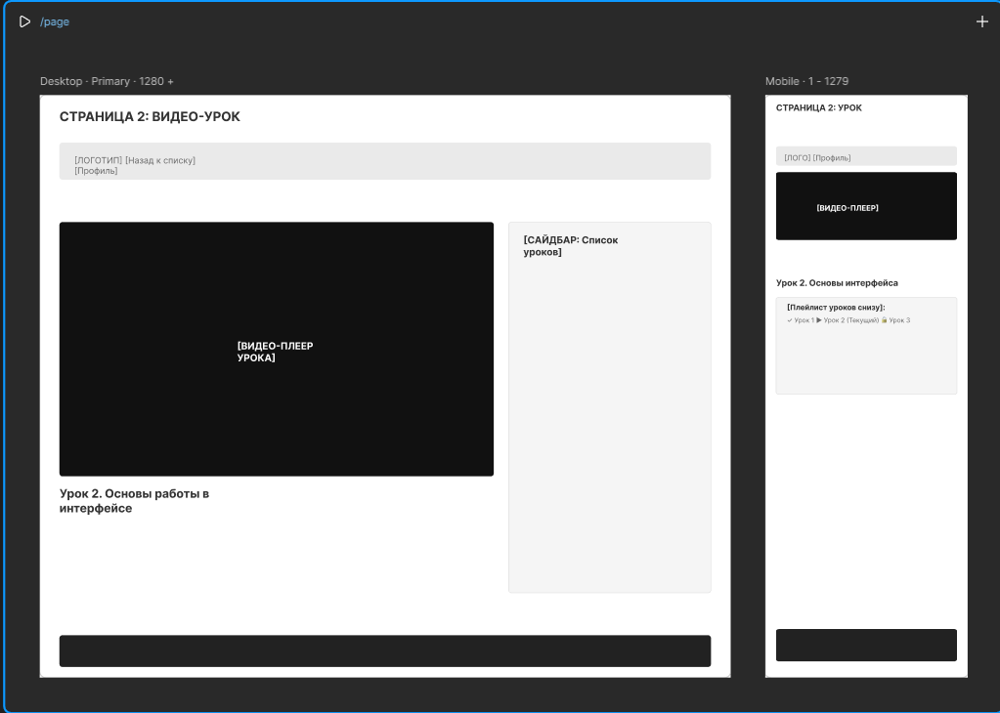 /page
Desktop · Primary · 1280 +
СТРАНИЦА 2: ВИДЕО-УРОК
[ЛОГОТИП] [Назад к списку]
[Профиль]
[ВИДЕО-ПЛЕЕР
УРОКА]
[САЙДБАР: Список
уроков]
Урок 2. Основы работы в
интерфейсе
Mobile · 1 - 1279
СТРАНИЦА 2: УРОК
[ЛОГО] [Профиль]
[ВИДЕО-ПЛЕЕР]
Урок 2. Основы интерфейса
[Плейлист уроков снизу]:
✓ Урок 1 ▶ Урок 2 (Текущий) 🔒 Урок 3